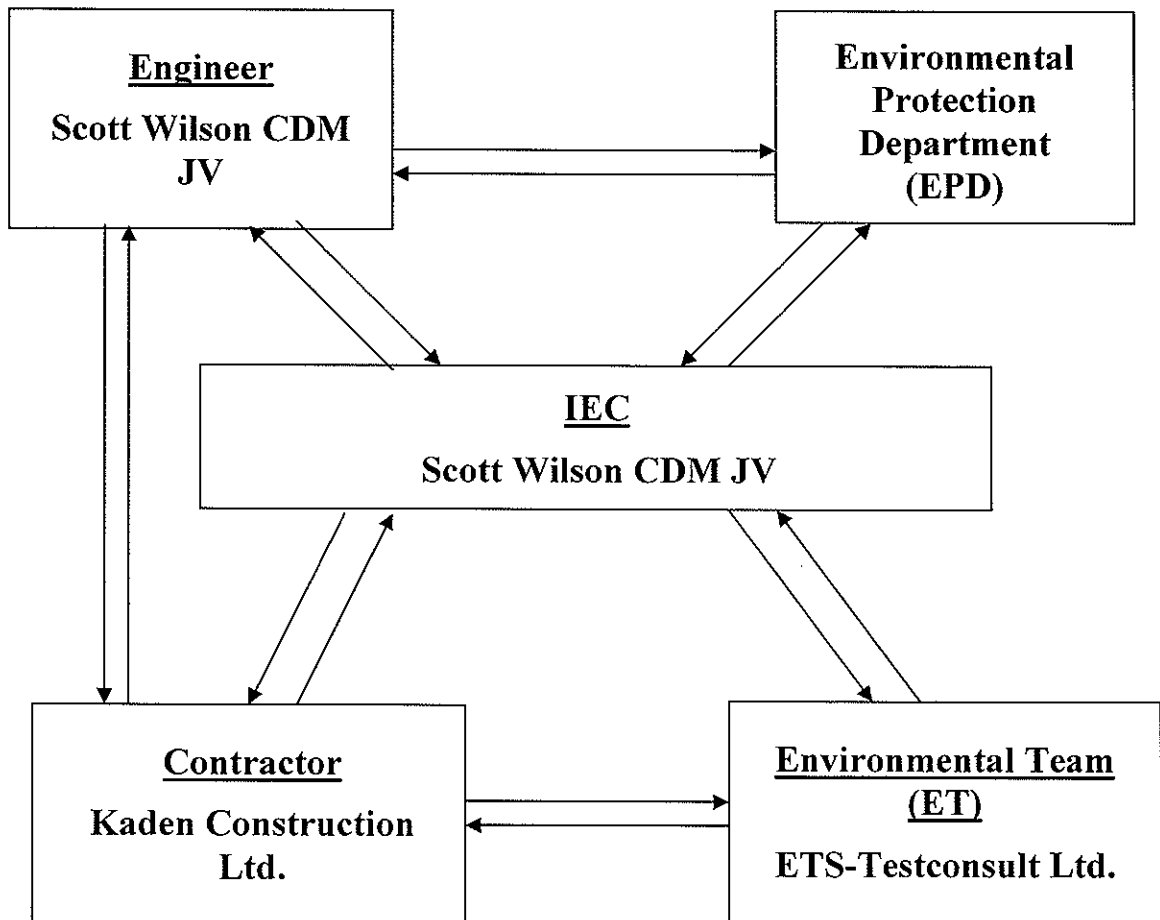 Engineer
Scott Wilson CDM
JV
Environmental
Protection
Department
(EPD)
IEC
Scott Wilson CDM JV
Contractor
Kaden Construction
Ltd.
Environmental Team
(ET)
ETS-Testconsult Ltd.